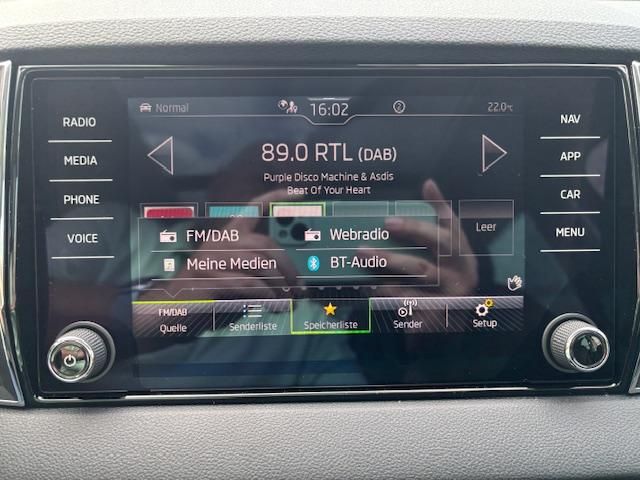 RADIO
MEDIA
PHONE
VOICE
Normal
16:02
2
22.0°C
89.0 RTL (DAB)
Purple Disco Machine & Asdis
Beat Of Your Heart
FM/DAB
Webradio
Meine Medien
BT-Audio
Leer
FM/DAB
Quelle
Senderliste
Speicherliste
Sender
Setup
NAV
APP
CAR
MENU